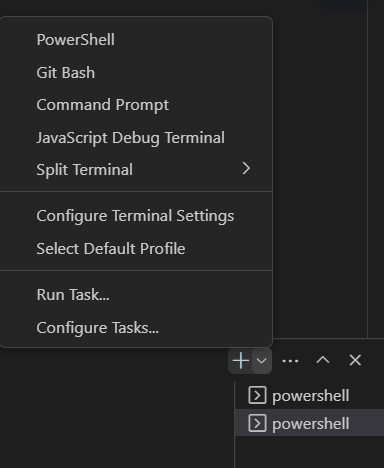 PowerShell
Git Bash
Command Prompt
JavaScript Debug Terminal
Split Terminal
Configure Terminal Settings
Select Default Profile
Run Task...
Configure Tasks...
powershell
powershell